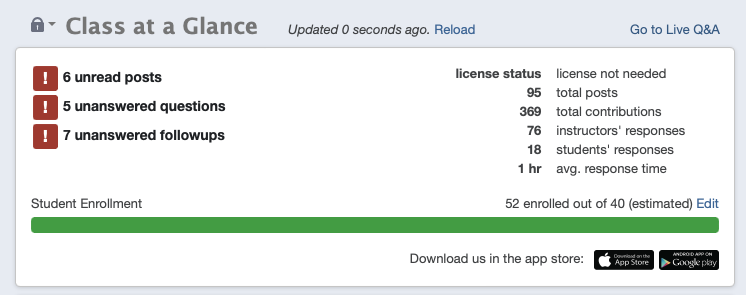 Class at a Glance Updated 0 seconds ago. Reload Go to Live Q&A
! 6 unread posts
! 5 unanswered questions
! 7 unanswered followups
license status license not needed
95 total posts
369 total contributions
76 instructors' responses
18 students' responses
1 hr avg. response time
Student Enrollment 52 enrolled out of 40 (estimated) Edit
Download us in the app store: Download on the App Store ANDROID APP ON Google play